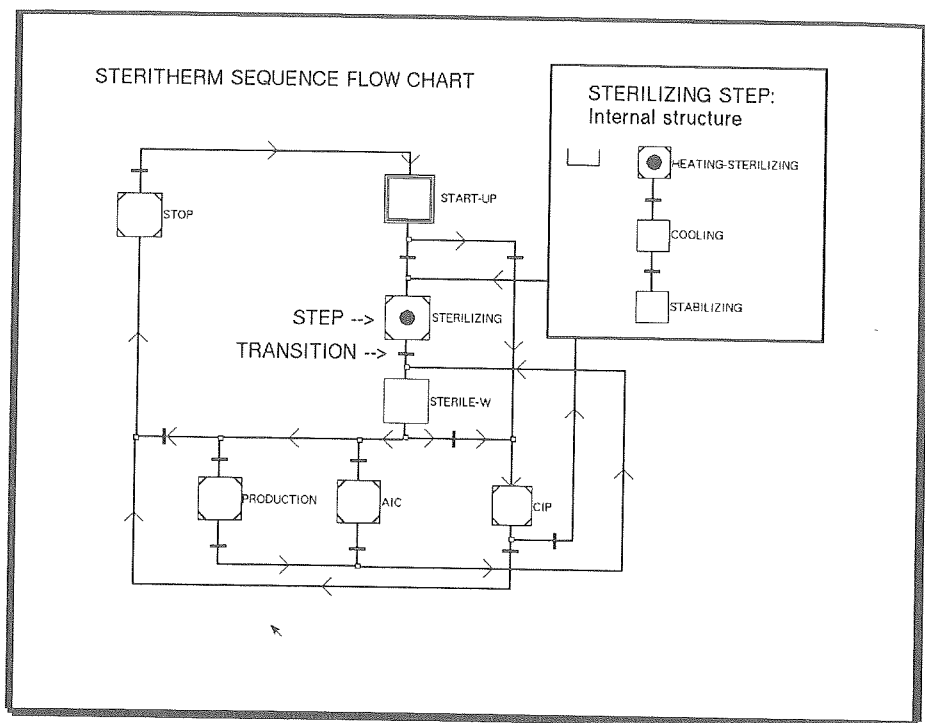 STERITHERM SEQUENCE FLOW CHART
STERILIZING STEP:
Internal structure
HEATING-STERILIZING
COOLING
STABILIZING
STOP
START-UP
STEP -->
STERILIZING
TRANSITION -->
STERILE-W
PRODUCTION
AIC
CIP